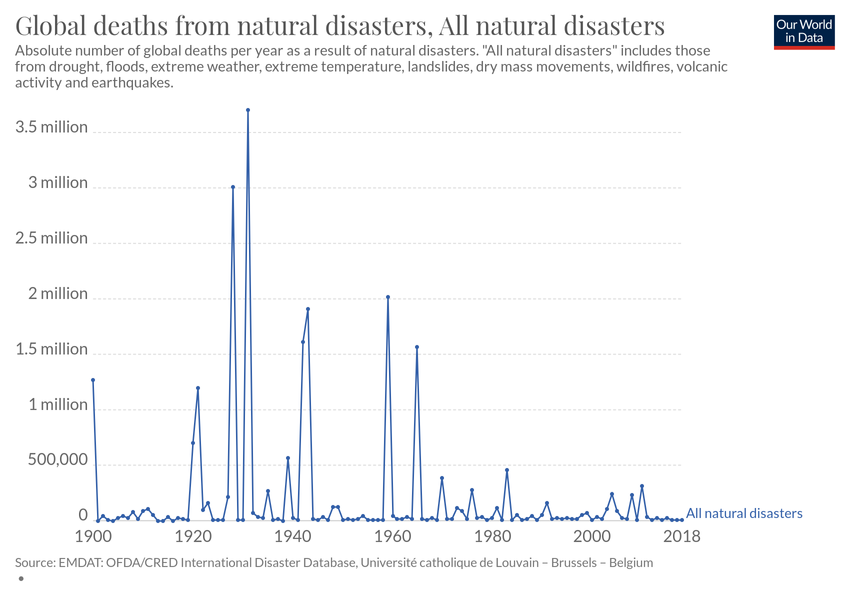 Global deaths from natural disasters, All natural disasters
Our World
in Data
Absolute number of global deaths per year as a result of natural disasters. "All natural disasters" includes those
from drought, floods, extreme weather, extreme temperature, landslides, dry mass movements, wildfires, volcanic
activity and earthquakes.
3.5 million
3 million
2.5 million
2 million
1.5 million
1 million
500,000
0
All natural disasters
1900 1920 1940 1960 1980 2000 2018
Source: EMDAT: OFDA/CRED International Disaster Database, Université catholique de Louvain – Brussels – Belgium